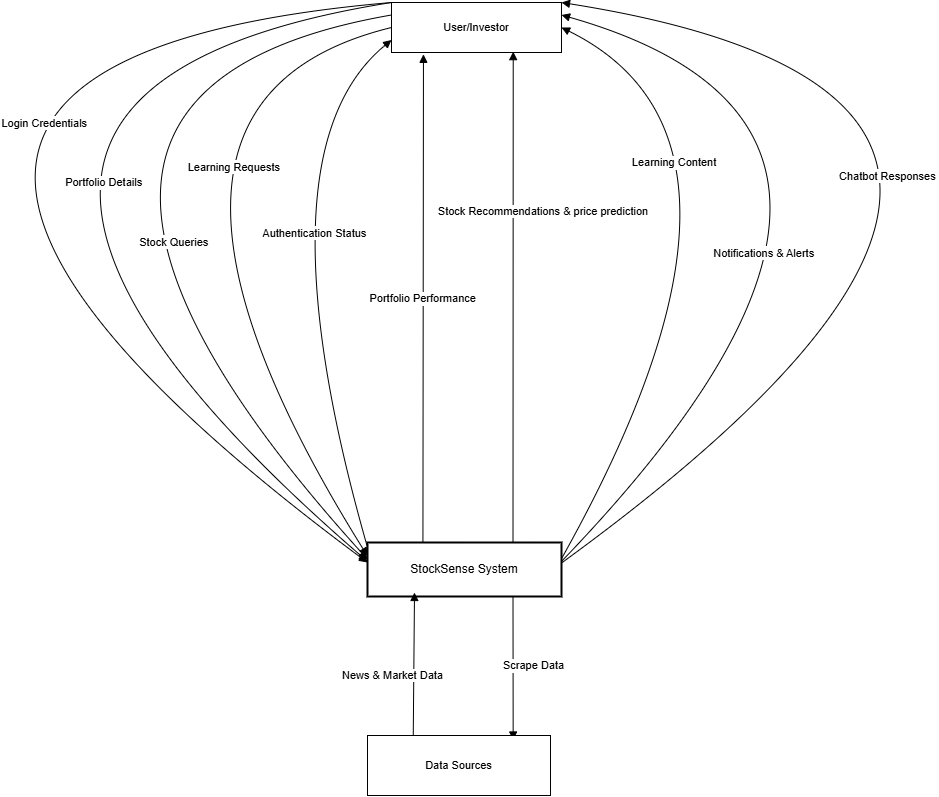 User/Investor
Login Credentials
Learning Content
Learning Requests
Chatbot Responses
Portfolio Details
Stock Recommendations & price prediction
Authentication Status
Stock Queries
Notifications & Alerts
Portfolio Performance
StockSense System
Scrape Data
News & Market Data
Data Sources